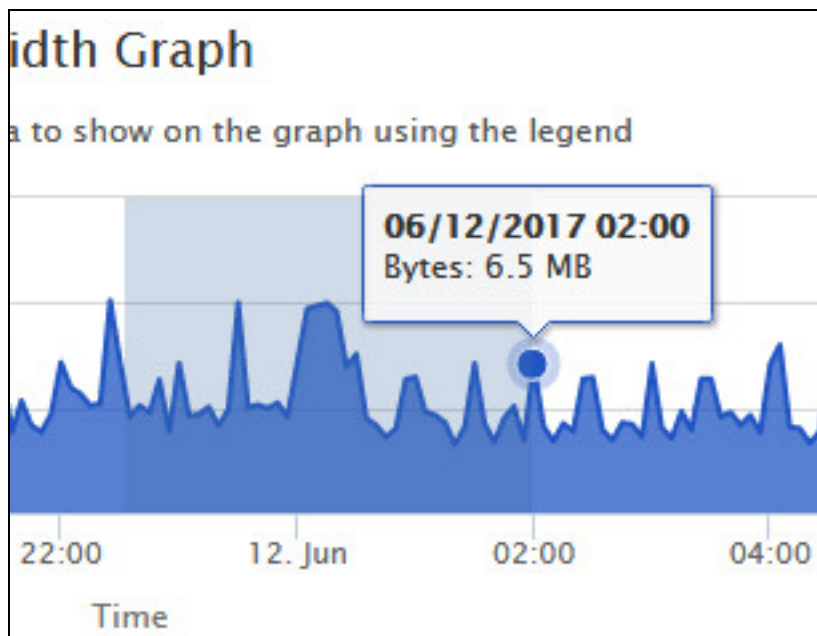 idth Graph
a to show on the graph using the legend
06/12/2017 02:00
Bytes: 6.5 MB
22:00 12. Jun 02:00 04:00
Time